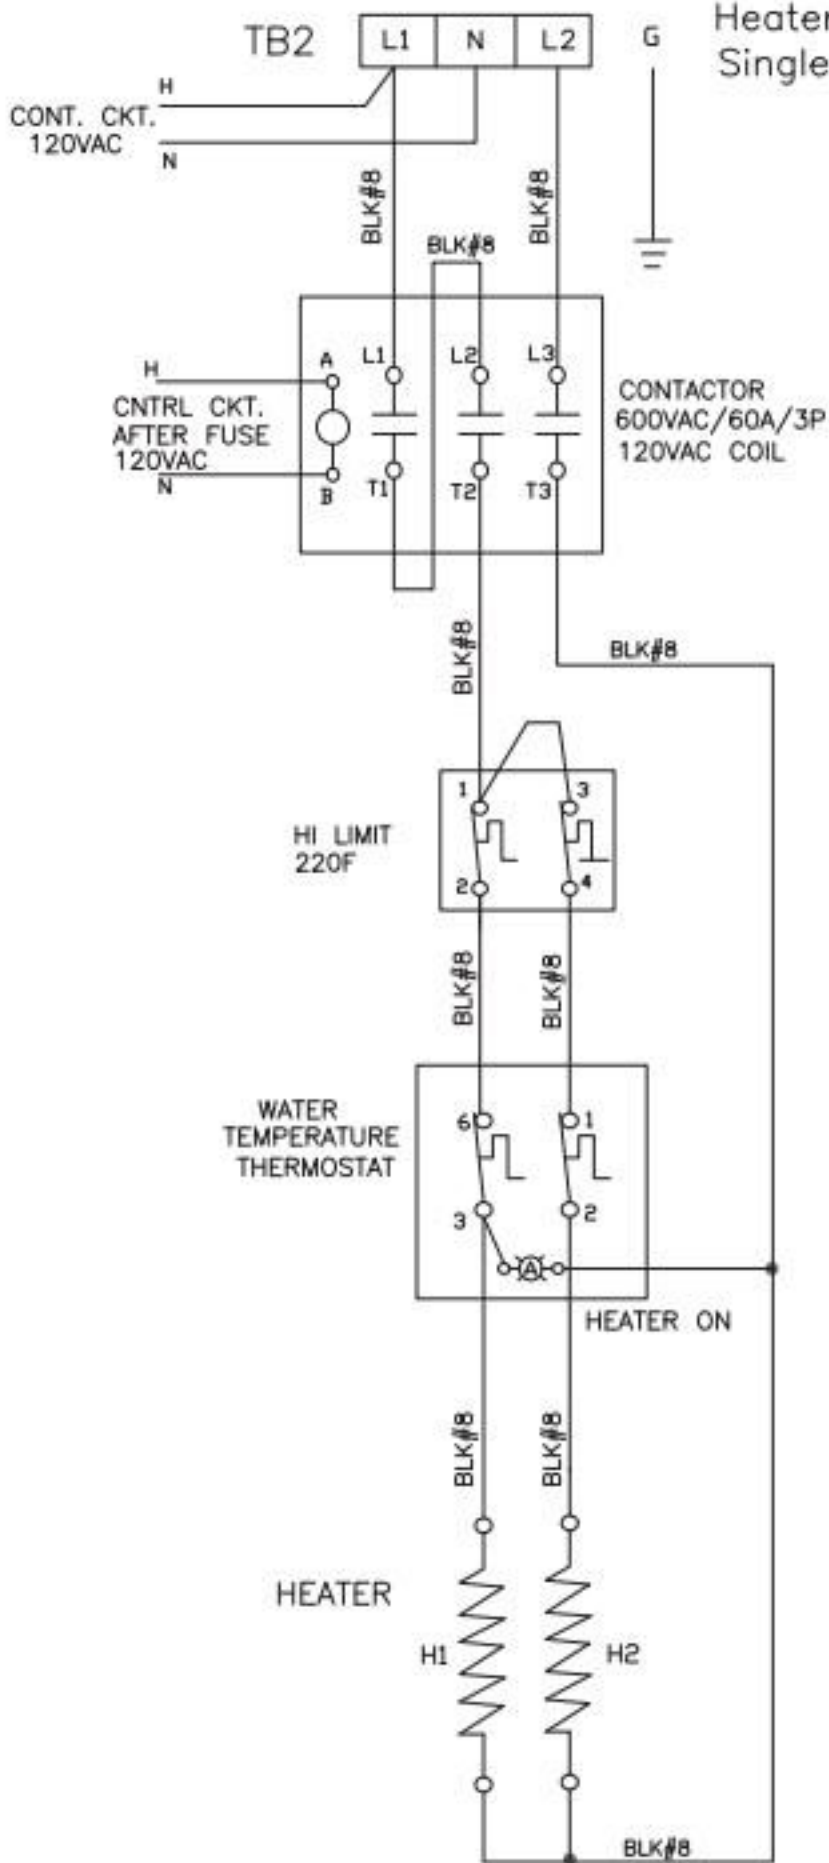 Heater
Single
TB2
L1 N L2 G
H
CONT. CKT.
120VAC
N
BLK#8
BLK#8
BLK#8
H
A
L1 L2 L3
CNTRL CKT.
AFTER FUSE
120VAC
N
B
T1 T2 T3
CONTACTOR
600VAC/60A/3P
120VAC COIL
BLK#8
BLK#8
1 3
HI LIMIT
220F
2 4
BLK#8
BLK#8
WATER
TEMPERATURE
THERMOSTAT
6 1
3 2
A
HEATER ON
BLK#8
BLK#8
HEATER
H1 H2
BLK#8